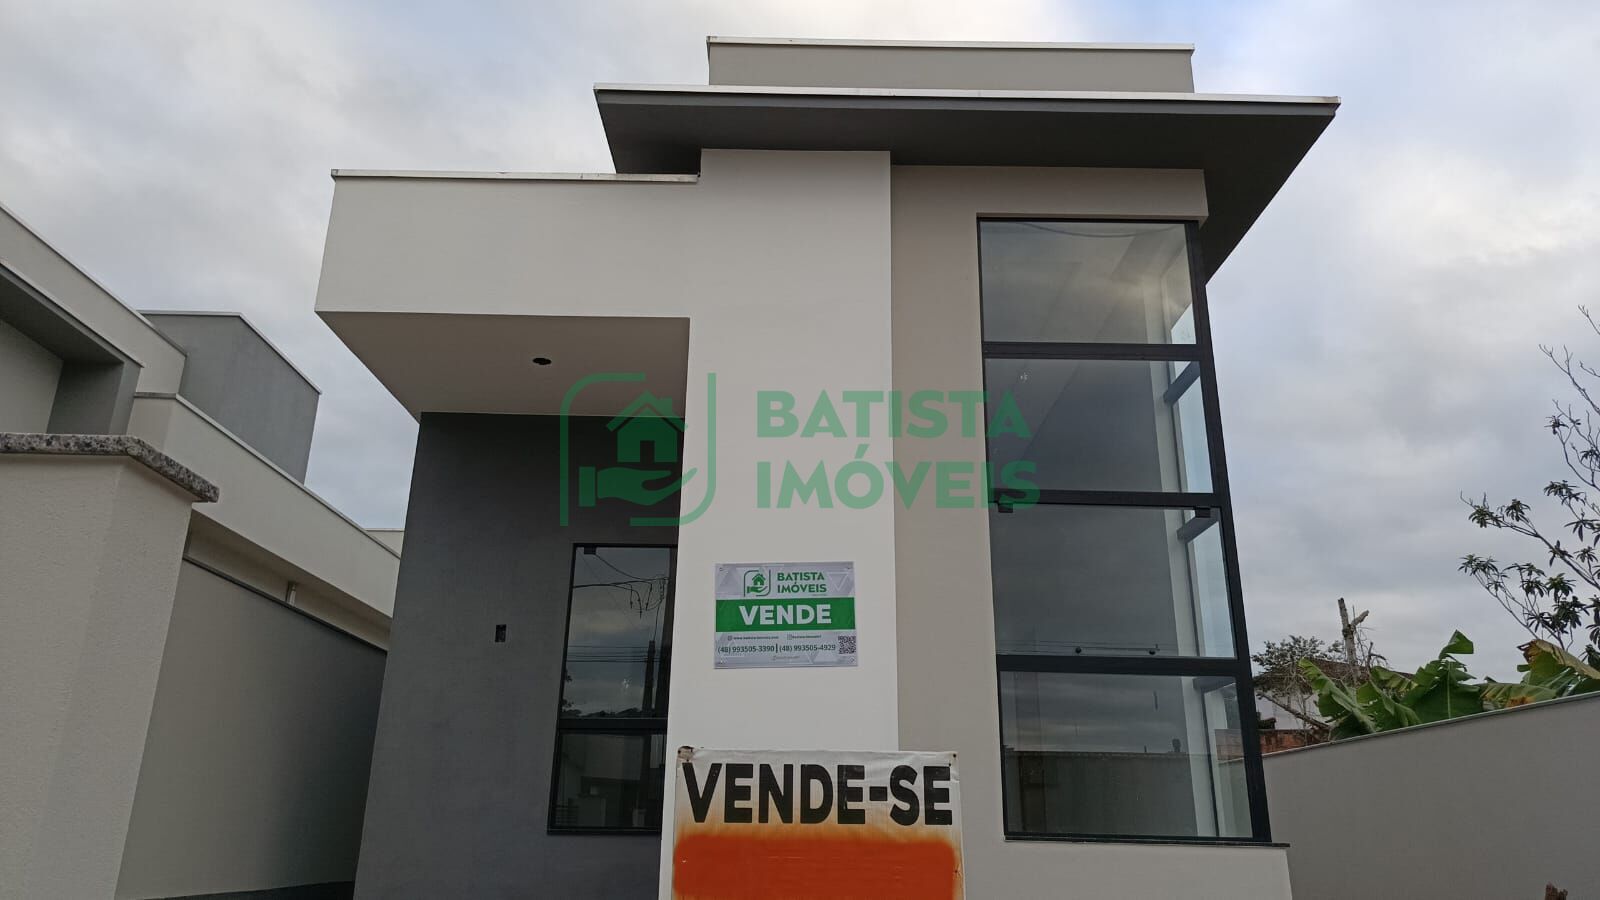 BATISTA
IMÓVEIS
BATISTA
IMÓVEIS
VENDE
(48) 993505-3390 | (48) 993505-4929
VENDE-SE